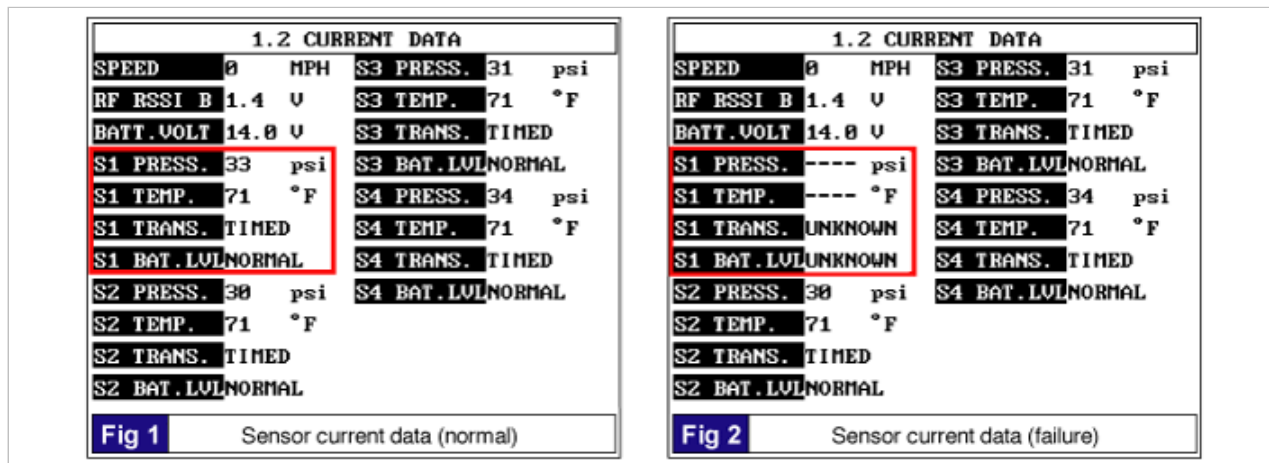 1.2 CURRENT DATA
SPEED 0 MPH S3 PRESS. 31 psi
RF RSSI B 1.4 V S3 TEMP. 71 °F
BATT.VOLT 14.0 V S3 TRANS. TIMED
S1 PRESS. 33 psi S3 BAT.LVL NORMAL
S1 TEMP. 71 °F S4 PRESS. 34 psi
S1 TRANS. TIMED S4 TEMP. 71 °F
S1 BAT.LVL NORMAL S4 TRANS. TIMED
S2 PRESS. 30 psi S4 BAT.LVL NORMAL
S2 TEMP. 71 °F
S2 TRANS. TIMED
S2 BAT.LVL NORMAL
Fig 1 Sensor current data (normal)
1.2 CURRENT DATA
SPEED 0 MPH S3 PRESS. 31 psi
RF RSSI B 1.4 V S3 TEMP. 71 °F
BATT.VOLT 14.0 V S3 TRANS. TIMED
S1 PRESS. ---- psi S3 BAT.LVL NORMAL
S1 TEMP. ---- °F S4 PRESS. 34 psi
S1 TRANS. UNKNOWN S4 TEMP. 71 °F
S1 BAT.LVL UNKNOWN S4 TRANS. TIMED
S2 PRESS. 30 psi S4 BAT.LVL NORMAL
S2 TEMP. 71 °F
S2 TRANS. TIMED
S2 BAT.LVL NORMAL
Fig 2 Sensor current data (failure)